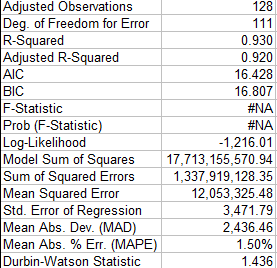 Adjusted Observations 128
Deg. of Freedom for Error 111
R-Squared 0.930
Adjusted R-Squared 0.920
AIC 16.428
BIC 16.807
F-Statistic #NA
Prob (F-Statistic) #NA
Log-Likelihood -1,216.01
Model Sum of Squares 17,713,155,570.94
Sum of Squared Errors 1,337,919,128.35
Mean Squared Error 12,053,325.48
Std. Error of Regression 3,471.79
Mean Abs. Dev. (MAD) 2,436.46
Mean Abs. % Err. (MAPE) 1.50%
Durbin-Watson Statistic 1.436